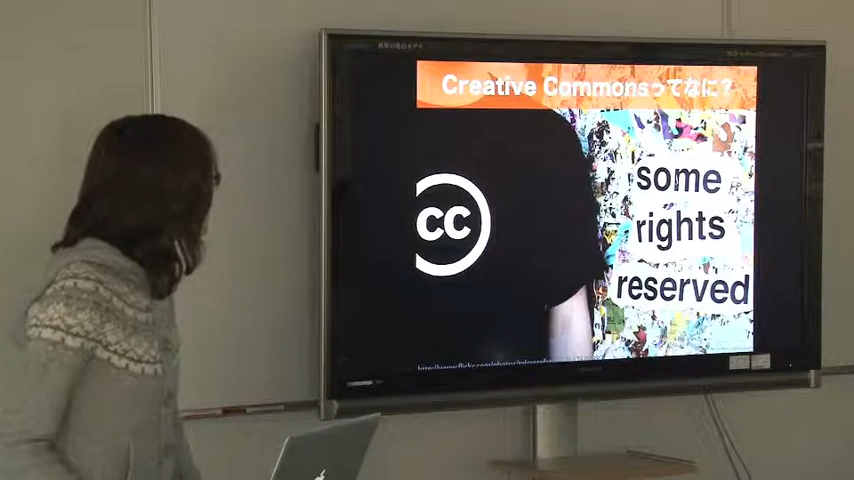 Creative Commonsってなに？
cc
some
rights
reserved